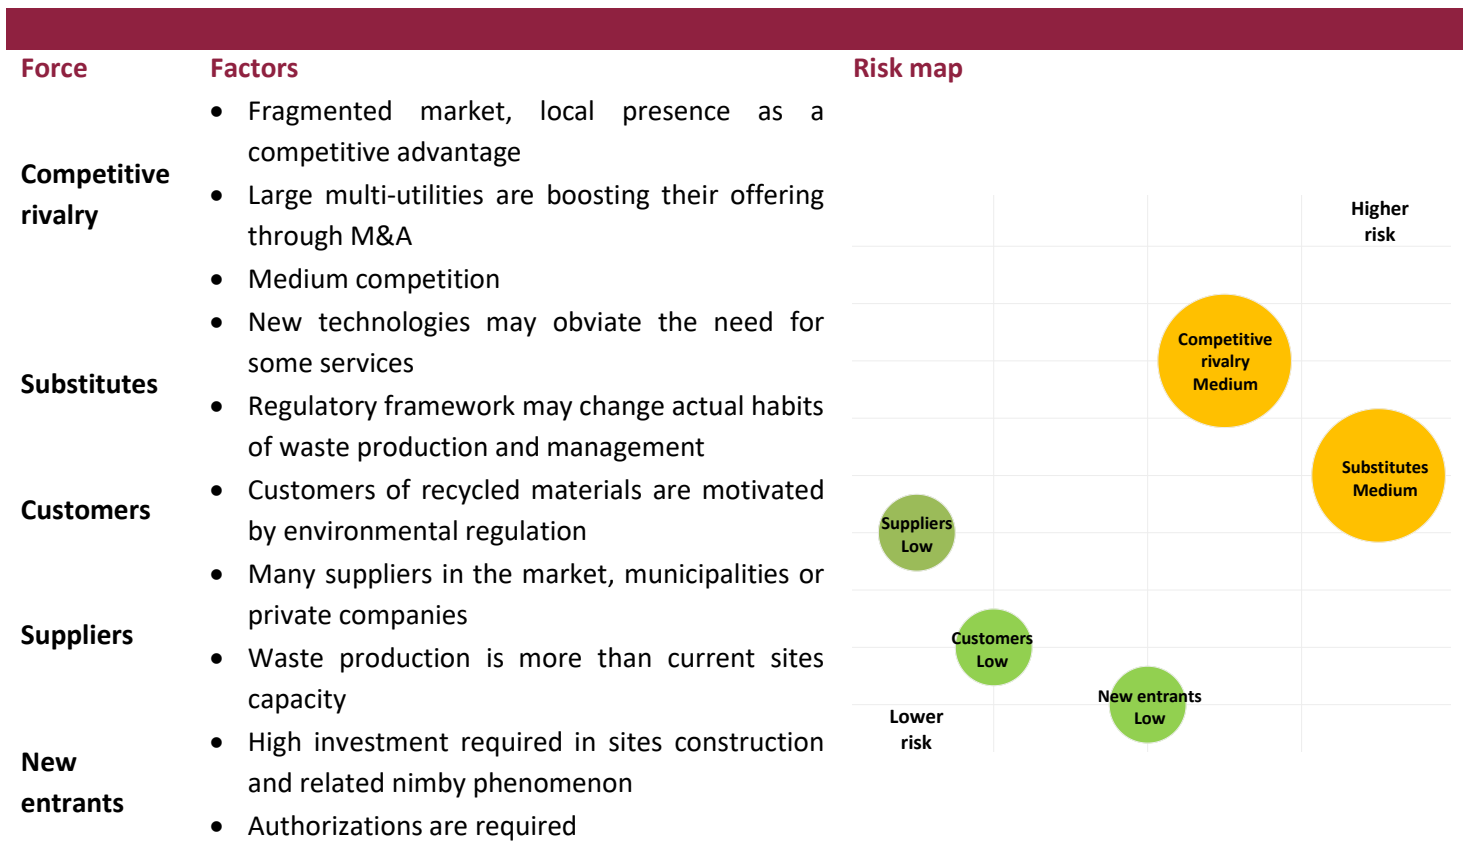 Force Factors Risk map
• Fragmented market, local presence as a
competitive advantage
Competitive
rivalry
• Large multi-utilities are boosting their offering
through M&A
• Medium competition
Substitutes
• New technologies may obviate the need for
some services
• Regulatory framework may change actual habits
of waste production and management
Customers
• Customers of recycled materials are motivated
by environmental regulation
Suppliers
• Many suppliers in the market, municipalities or
private companies
• Waste production is more than current sites
capacity
New
entrants
• High investment required in sites construction
and related nimby phenomenon
• Authorizations are required
Higher
risk
Competitive
rivalry
Medium
Substitutes
Medium
Suppliers
Low
Customers
Low
New entrants
Low
Lower
risk